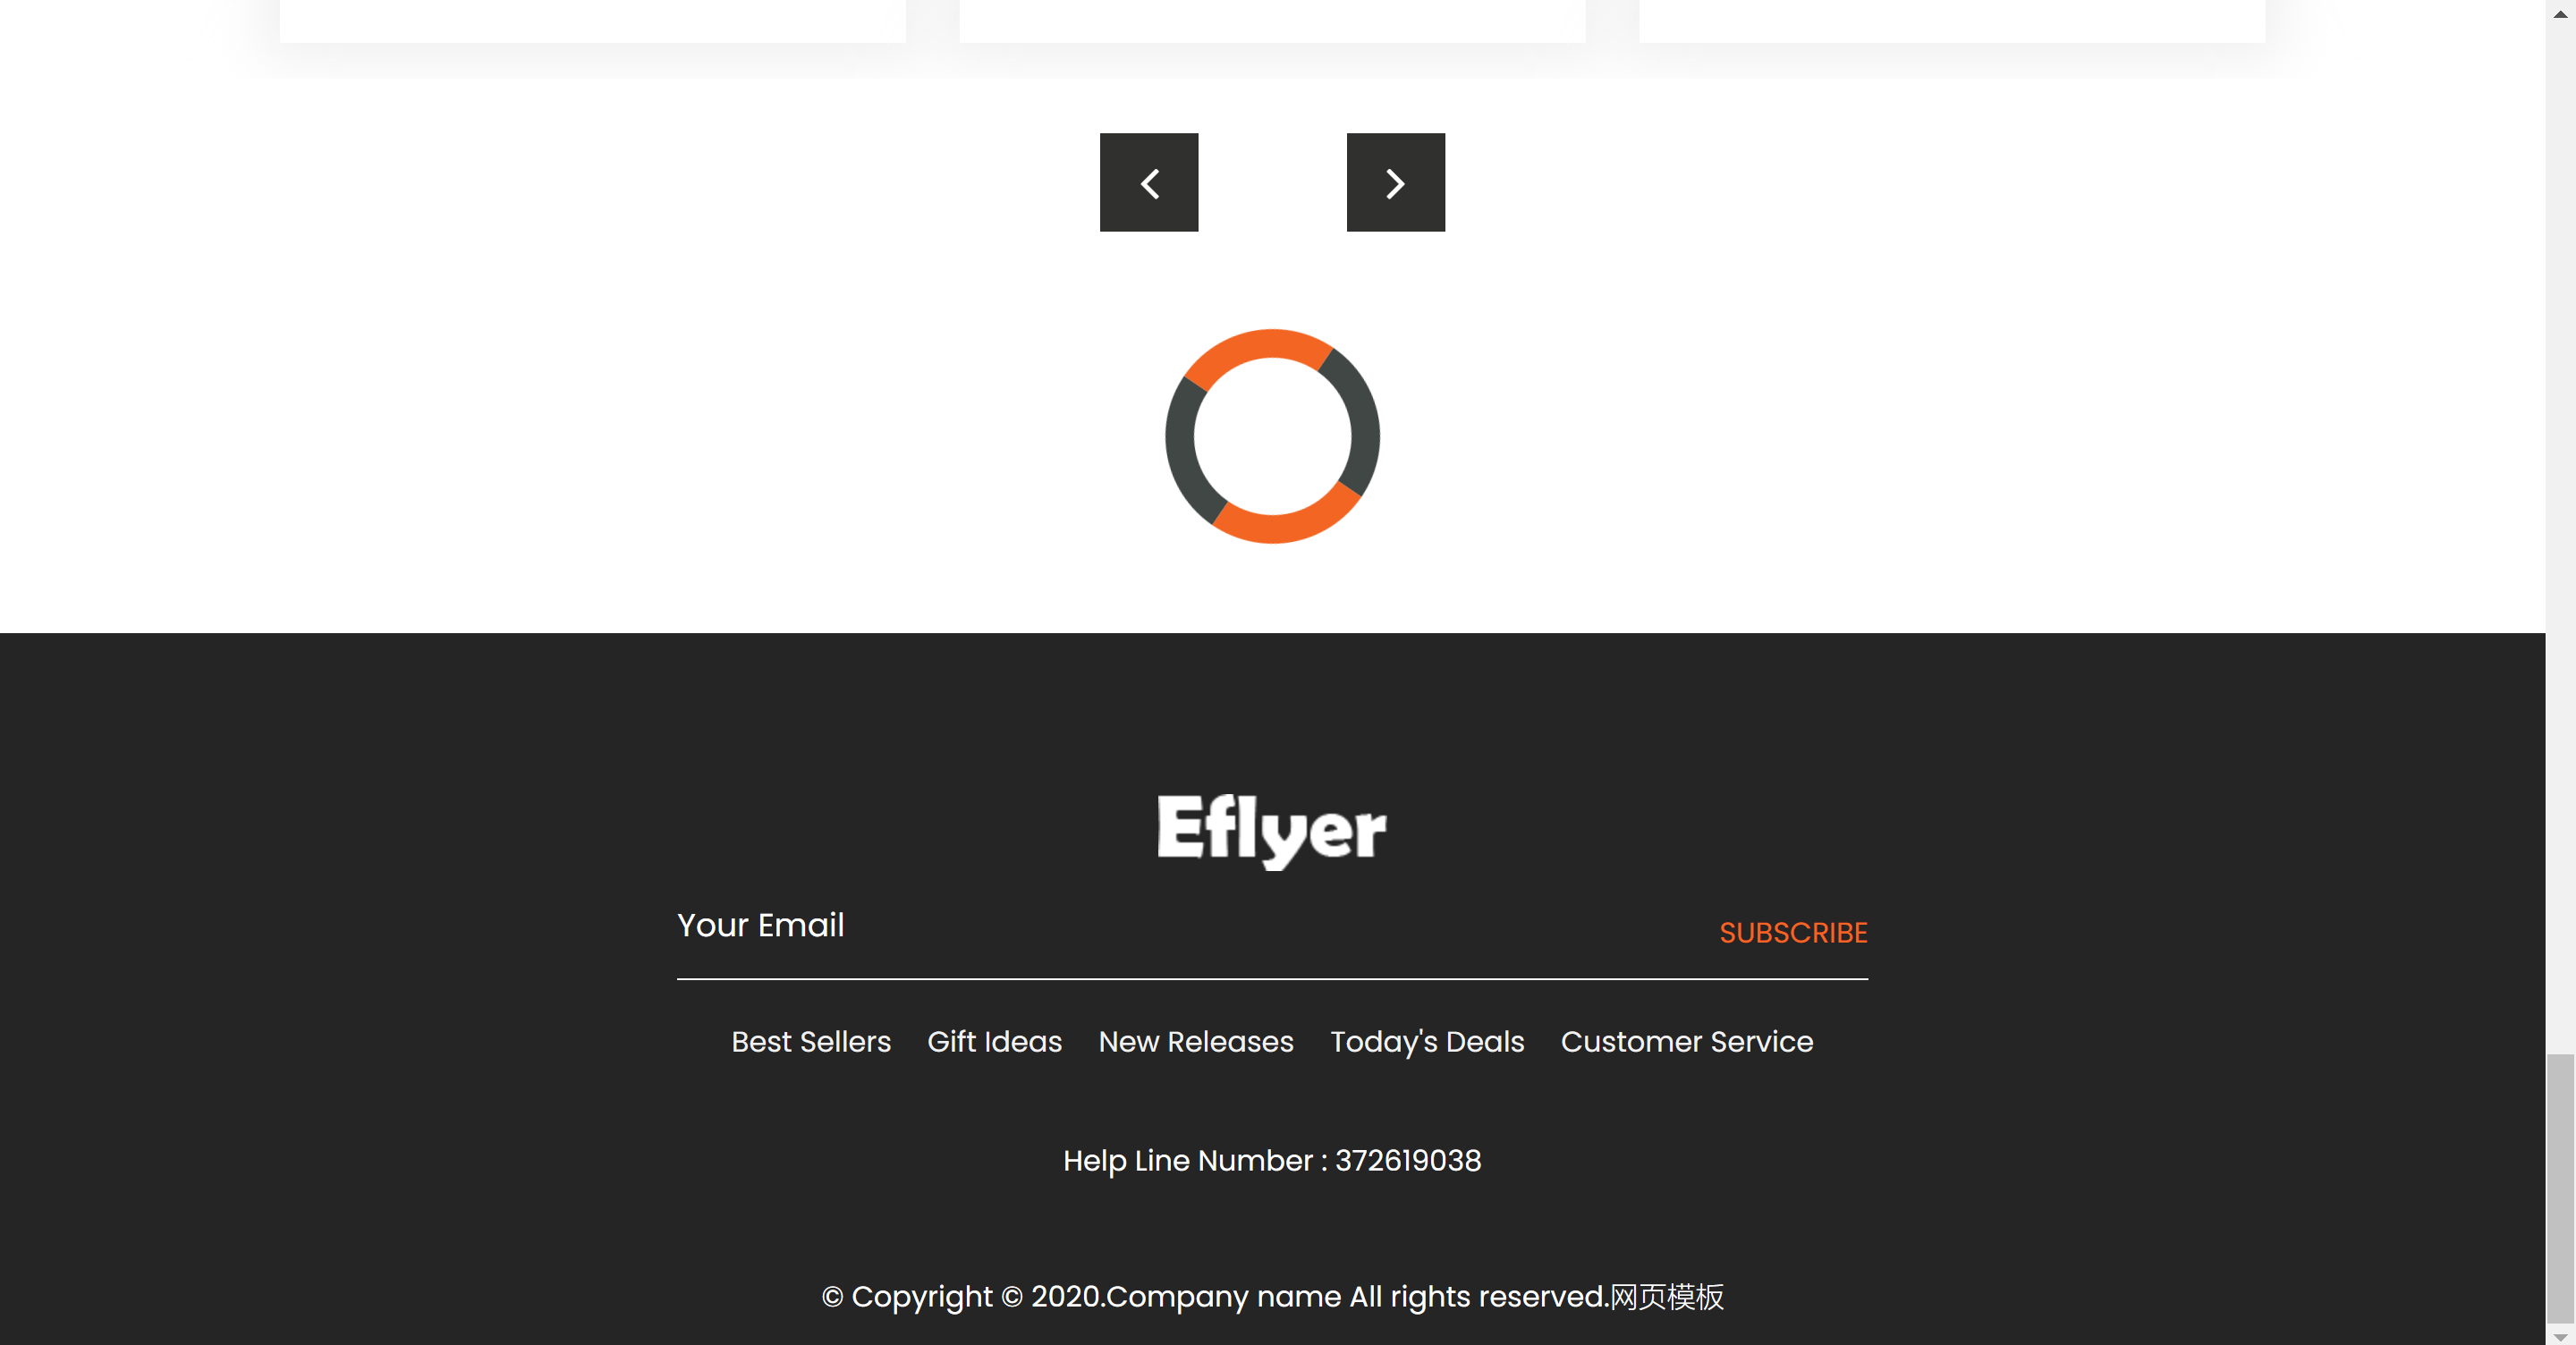 Eflyer
Your Email
SUBSCRIBE
Best Sellers Gift Ideas New Releases Today's Deals Customer Service
Help Line Number : 372619038
© Copyright © 2020.Company name All rights reserved.网页模板